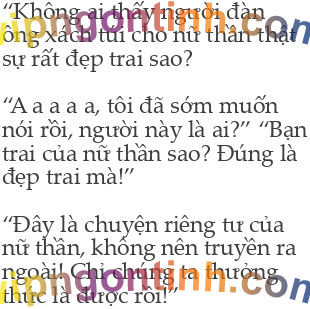 “Không ai thấy người đàn
ông xách túi cho nữ thần thật
sự rất đẹp trai sao?
“A a a a a, tôi đã sớm muốn
nói rồi, người này là ai?” “Bạn
trai của nữ thần sao? Đúng là
đẹp trai mà!”
“Đây là chuyện riêng tư của
nữ thần, không nên truyền ra
ngoài! Chỉ chúng ta thưởng
thức là được rồi!”
vipngontinh.com
vipngontinh.com